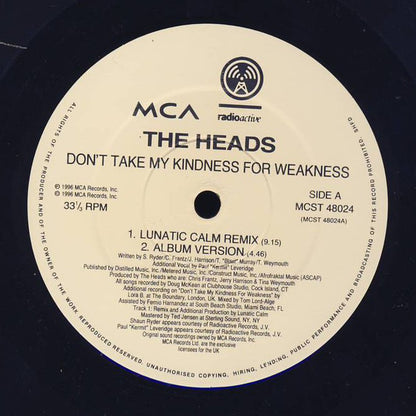 MCA radioactive
THE HEADS
DON'T TAKE MY KINDNESS FOR WEAKNESS
℗ 1996 MCA Records, Inc.
© 1996 MCA Records, Inc.
33⅓ RPM
SIDE A
MCST 48024
(MCST 48024A)
1. LUNATIC CALM REMIX (9.15)
2. ALBUM VERSION (4.46)
Written by S. Ryder/C. Frantz/J. Harrison/T. "Blast" Murray/T. Weymouth
Additional Vocal by Paul "Kermit" Leveridge
Published by Distilled Music, Inc./Metered Music, Inc./Construct Music, Inc./Afrofraktal Music (ASCAP)
Produced by The Heads who are: Chris Frantz, Jerry Harrison & Tina Weymouth
All songs recorded by Doug McKean at Clubhouse Studio, Cock Island, CT
Additional recording on "Don't Take My Kindness For Weakness" by
Lora B, at The Boundary, London, UK. Mixed by Tom Lord-Alge
Assisted by Femio Hernandez at South Beach Studio, Miami Beach, FL
Track 1: Remix and Additional Production by Lunatic Calm
Mastered by Ted Jensen at Sterling Sound, NY, NY
Shaun Ryder appears courtesy of Radioactive Records, J.V.
Paul "Kermit" Leveridge appears courtesy of Radioactive Records, J.V.
Original sound recordings owned by MCA Records, Inc.
MCA Records Ltd. are the exclusive
licensees for the UK
ALL RIGHTS OF THE PRODUCER AND OF THE OWNER OF THE WORK REPRODUCED RESERVED. UNAUTHORISED COPYING, HIRING, LENDING, PUBLIC PERFORMANCE AND BROADCASTING OF THIS RECORD PROHIBITED.